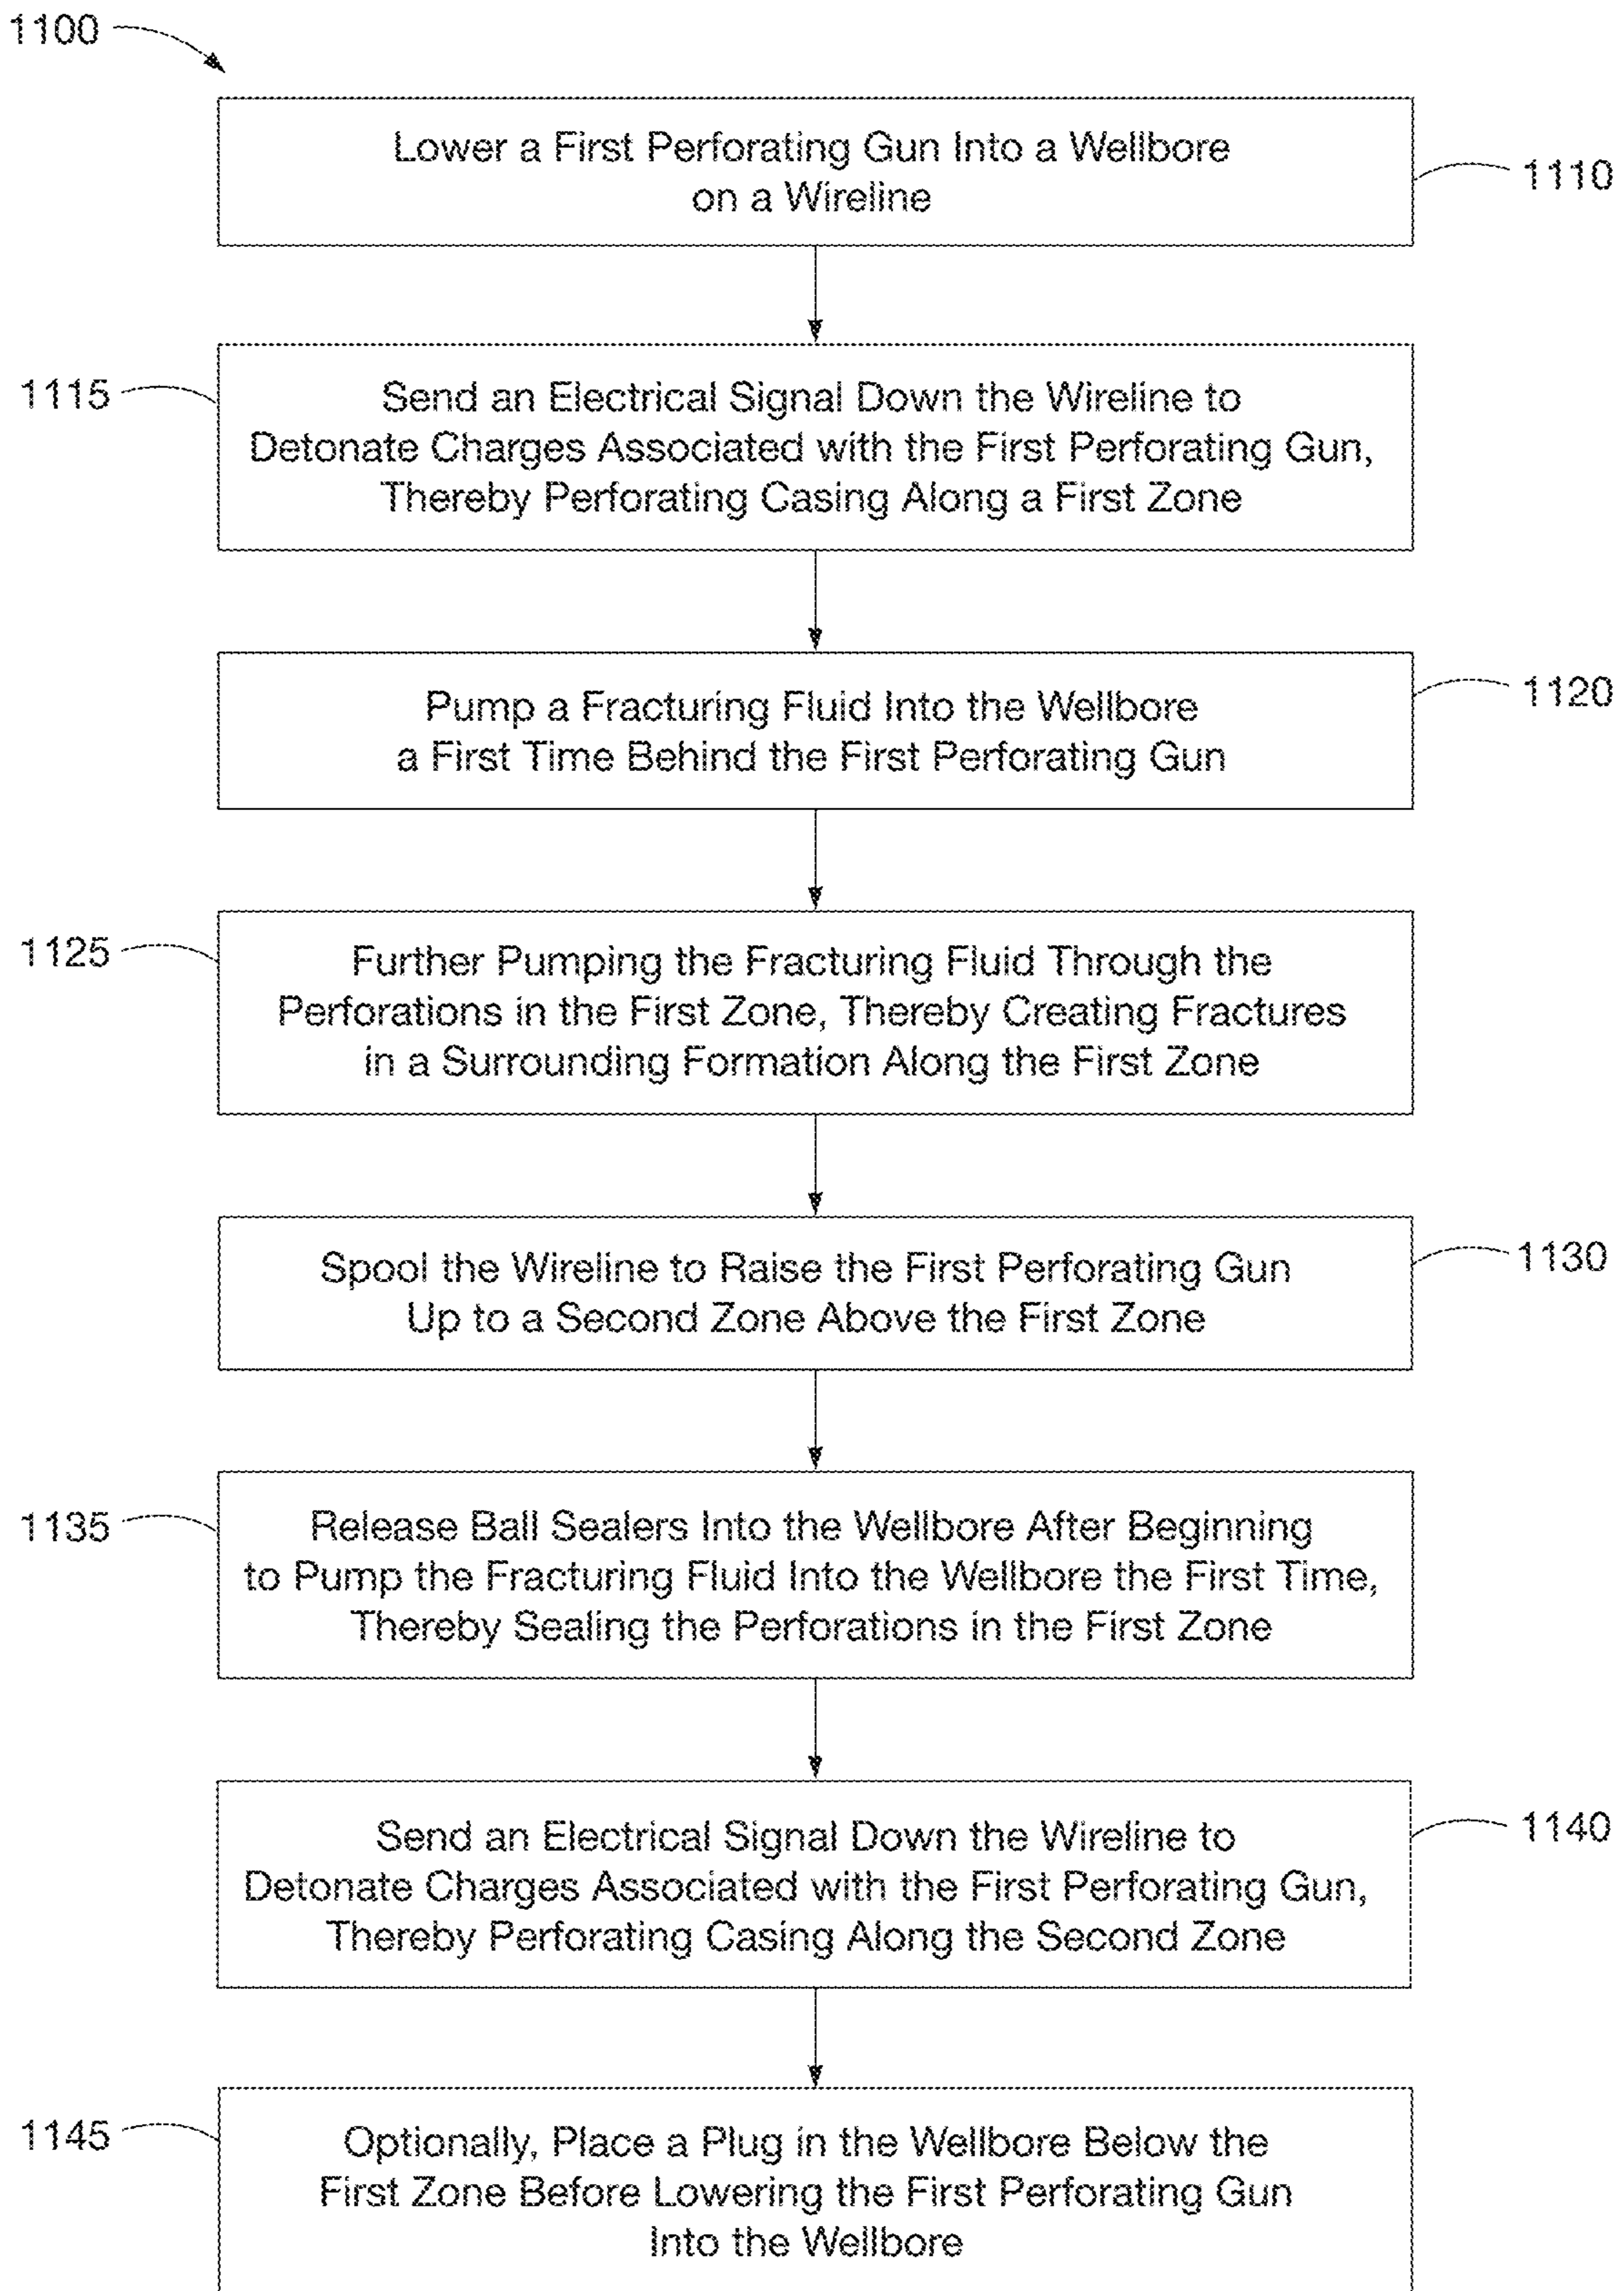 1100
Lower a First Perforating Gun Into a Wellbore
on a Wireline
1110
1115
Send an Electrical Signal Down the Wireline to
Detonate Charges Associated with the First Perforating Gun,
Thereby Perforating Casing Along a First Zone
Pump a Fracturing Fluid Into the Wellbore
a First Time Behind the First Perforating Gun
1120
1125
Further Pumping the Fracturing Fluid Through the
Perforations in the First Zone, Thereby Creating Fractures
in a Surrounding Formation Along the First Zone
Spool the Wireline to Raise the First Perforating Gun
Up to a Second Zone Above the First Zone
1130
1135
Release Ball Sealers Into the Wellbore After Beginning
to Pump the Fracturing Fluid Into the Wellbore the First Time,
Thereby Sealing the Perforations in the First Zone
Send an Electrical Signal Down the Wireline to
Detonate Charges Associated with the First Perforating Gun,
Thereby Perforating Casing Along the Second Zone
1140
1145
Optionally, Place a Plug in the Wellbore Below the
First Zone Before Lowering the First Perforating Gun
Into the Wellbore